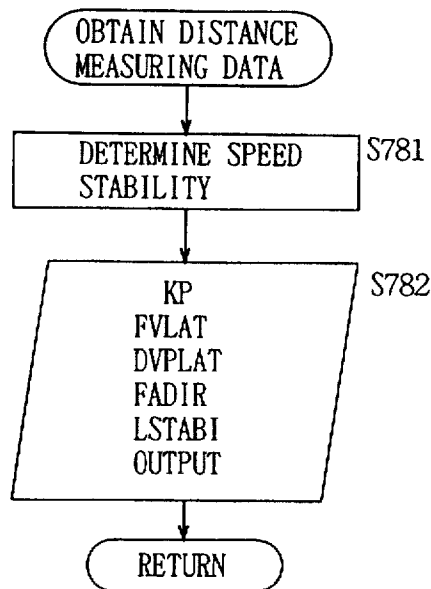 OBTAIN DISTANCE
MEASURING DATA
DETERMINE SPEED
STABILITY
S781
S782
KP
FVLAT
DVPLAT
FADIR
LSTABI
OUTPUT
RETURN